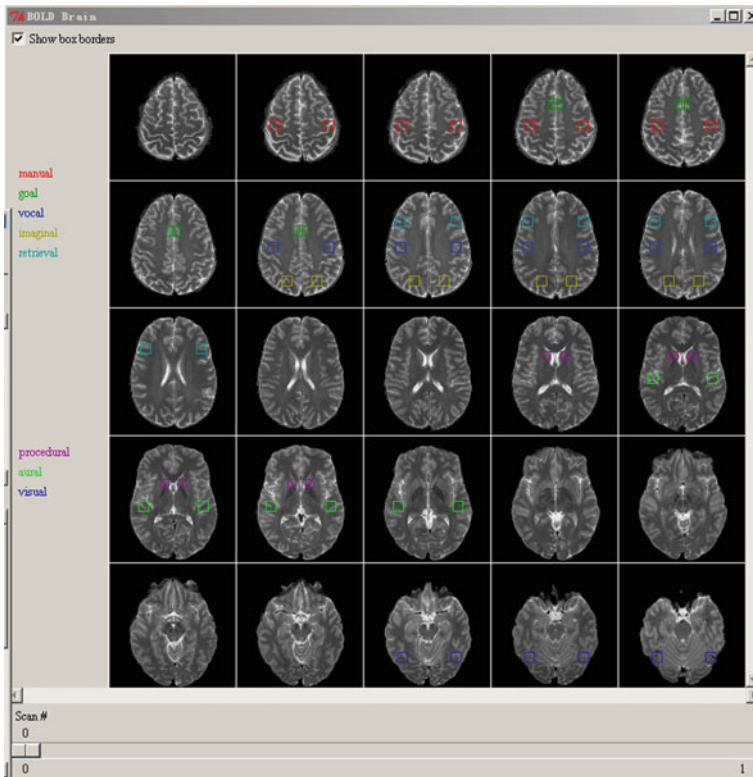 BOLD Brain
Show box borders
manual
goal
vocal
imaginal
retrieval
procedural
aural
visual
Scan #
0
0 1